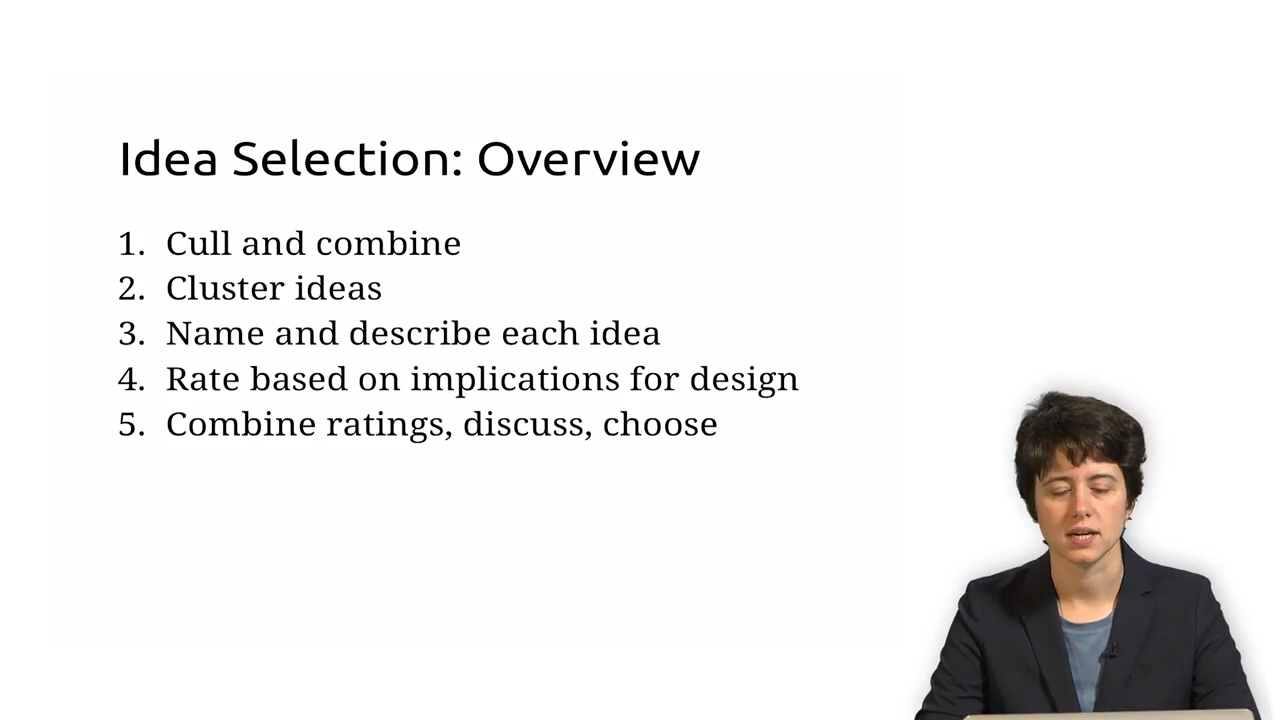 Idea Selection: Overview
1. Cull and combine
2. Cluster ideas
3. Name and describe each idea
4. Rate based on implications for design
5. Combine ratings, discuss, choose